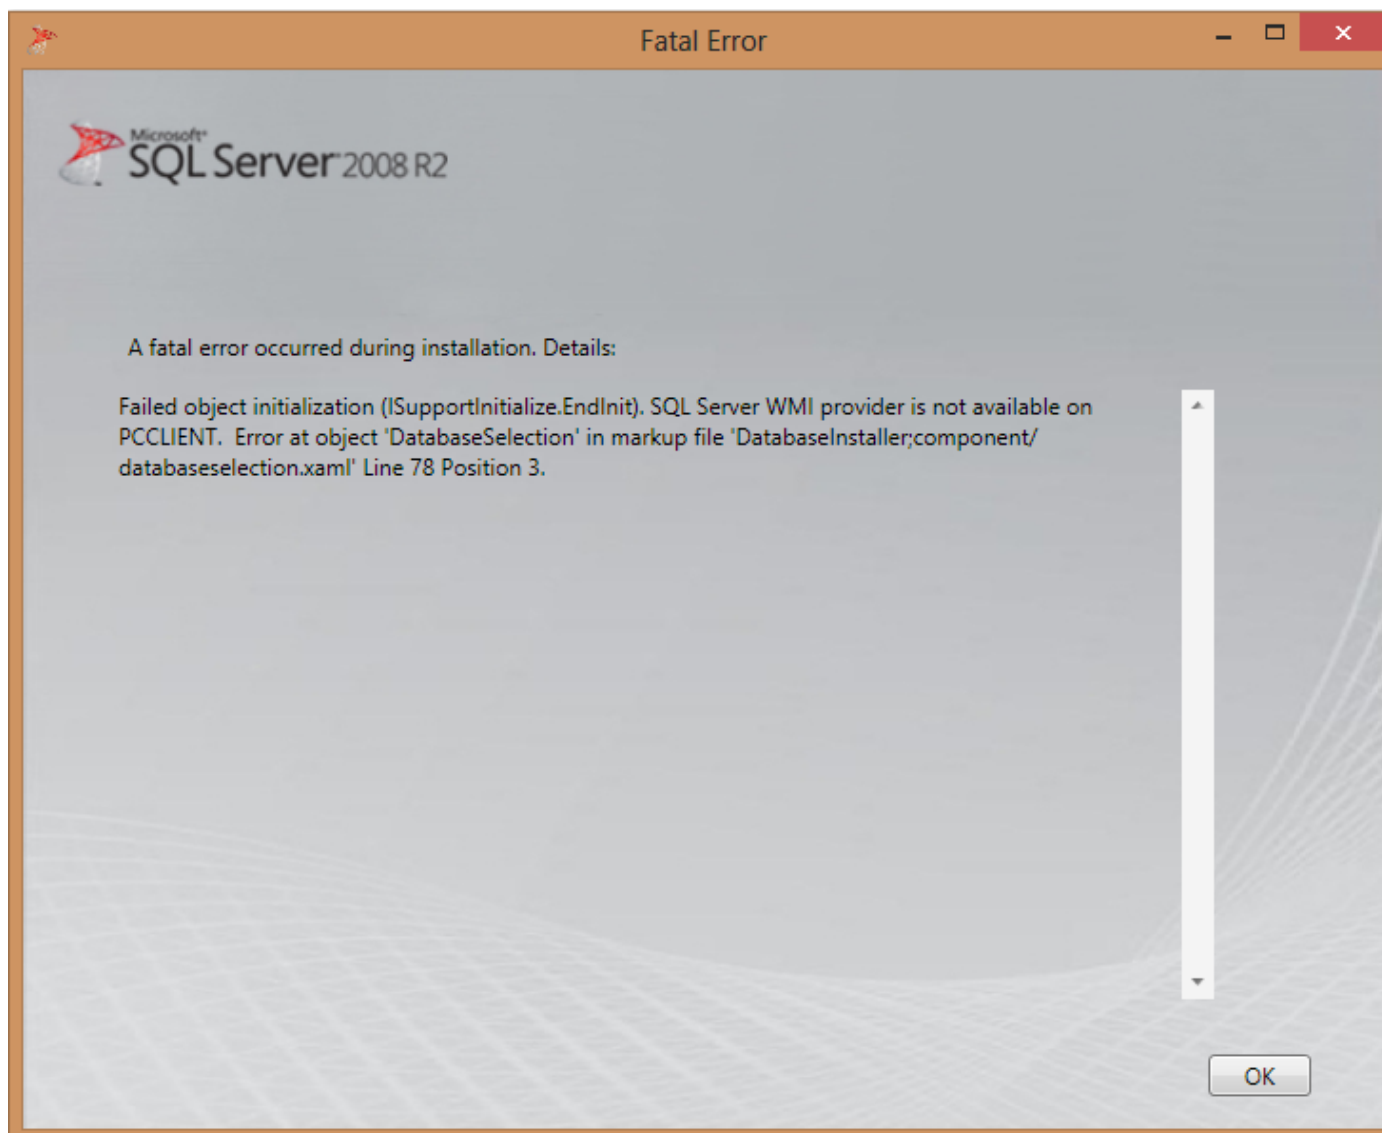 Fatal Error
Microsoft®
SQL Server 2008 R2
A fatal error occurred during installation. Details:
Failed object initialization (ISupportInitialize.EndInit). SQL Server WMI provider is not available on
PCCLIENT.  Error at object 'DatabaseSelection' in markup file 'DatabaseInstaller;component/
databaseselection.xaml' Line 78 Position 3.
OK